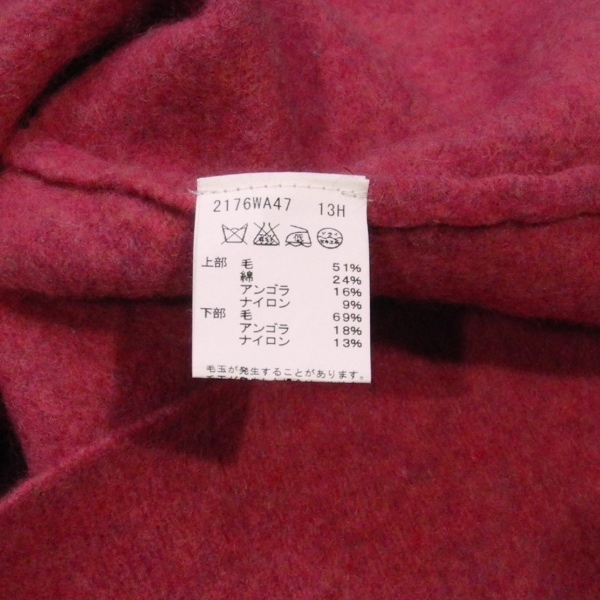 2176WA47 13H
上部 毛 51%
綿 24%
アンゴラ 16%
ナイロン 9%
下部 毛 69%
アンゴラ 18%
ナイロン 13%
毛玉が発生することがあります。